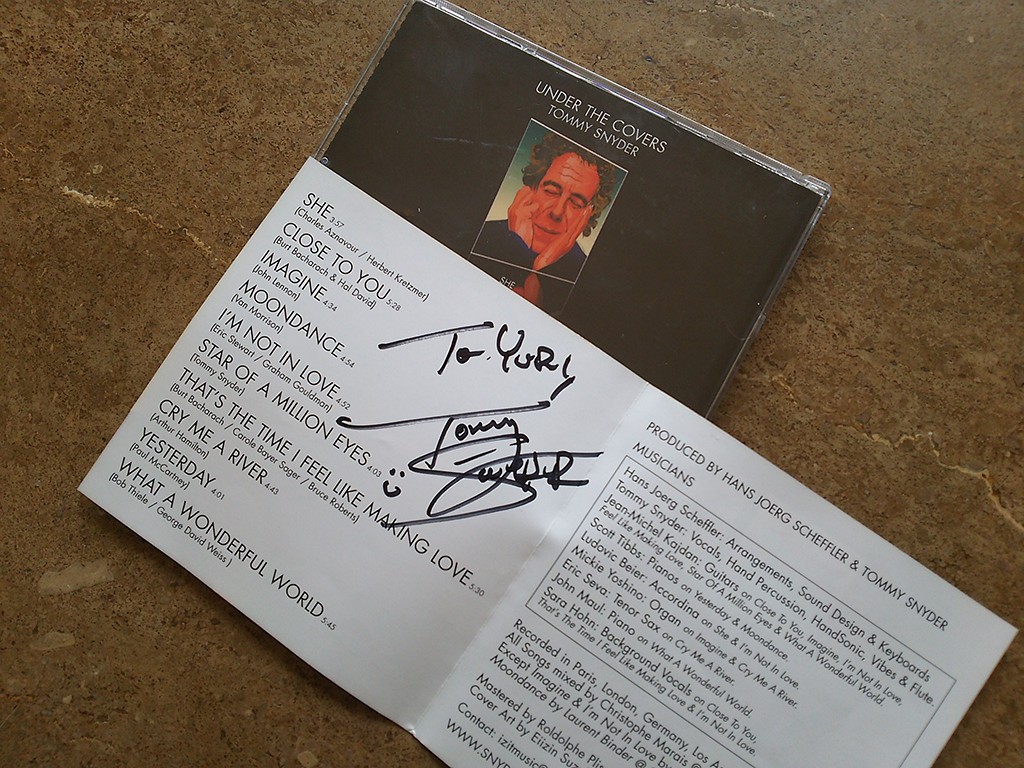 UNDER THE COVERS
TOMMY SNYDER
SHE
SHE 3:57
(Charles Aznavour / Herbert Kretzmer)
CLOSE TO YOU 5:28
(Burt Bacharach & Hal David)
IMAGINE 4:34
(John Lennon)
MOONDANCE 4:54
(Van Morrison)
I'M NOT IN LOVE 4:52
(Eric Stewart / Graham Gouldman)
STAR OF A MILLION EYES 4:03
(Tommy Snyder)
THAT'S THE TIME I FEEL LIKE MAKING LOVE 5:30
(Burt Bacharach / Carole Bayer Sager / Bruce Roberts)
CRY ME A RIVER 4:43
(Arthur Hamilton)
YESTERDAY 4:01
(Paul McCartney)
WHAT A WONDERFUL WORLD 5:45
(Bob Thiele / George David Weiss)
To. YURI,
Tommy
PRODUCED BY HANS JOERG SCHEFFLER & TOMMY SNYDER
MUSICIANS
Hans Joerg Scheffler: Arrangements, Sound Design & Keyboards
Tommy Snyder: Vocals, Hand Percussion, HandSonic, Vibes & Flute.
Jean-Michel Kajdan: Guitars on Close To You, Imagine, I'm Not In Love,
Feel Like Making Love, Star Of A Million Eyes & What A Wonderful World.
Scott Tibbs: Pianos on Yesterday & Moondance.
Ludovic Beier: Accordina on She & I'm Not In Love.
Mickie Yoshino: Organ on Imagine & Cry Me A River.
Eric Seva: Tenor Sax on Cry Me A River.
John Maul: Piano on What A Wonderful World.
Sara Hohn: Background Vocals on Close To You,
That's The Time I Feel Like Making Love & I'm Not In Love.
Recorded in Paris, London, Germany, Los
All Songs mixed by Christophe Marais @
Except Imagine & I'm Not In Love by
Moondance by Laurent Binder @
Mastered by Roldolphe
Cover Art by Eiizin
Contact: izitmusic@
WWW.SNYD